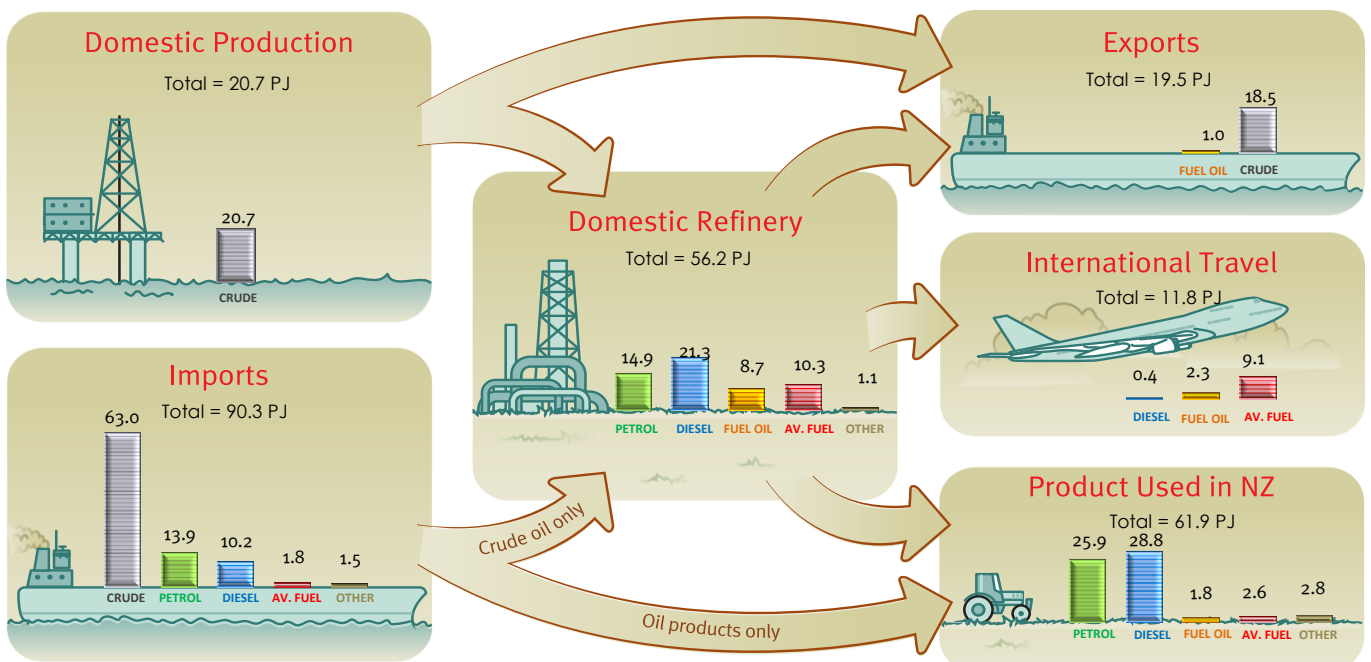 Domestic Production
Total = 20.7 PJ
20.7
CRUDE
Imports
Total = 90.3 PJ
63.0
13.9
10.2
1.8
1.5
CRUDE
PETROL
DIESEL
AV. FUEL
OTHER
Domestic Refinery
Total = 56.2 PJ
14.9
21.3
8.7
10.3
1.1
PETROL
DIESEL
FUEL OIL
AV. FUEL
OTHER
Crude oil only
Oil products only
Exports
Total = 19.5 PJ
1.0
18.5
FUEL OIL
CRUDE
International Travel
Total = 11.8 PJ
0.4
2.3
9.1
DIESEL
FUEL OIL
AV. FUEL
Product Used in NZ
Total = 61.9 PJ
25.9
28.8
1.8
2.6
2.8
PETROL
DIESEL
FUEL OIL
AV. FUEL
OTHER